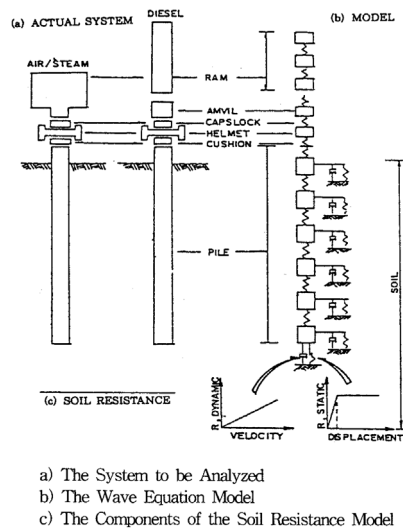 DIESEL
(a) ACTUAL SYSTEM
(b) MODEL
AIR/STEAM
RAM
AMVIL
CAPSLOCK
HELMET
CUSHION
PILE
SOIL
(c) SOIL RESISTANCE
R, DYNAMIC
VELOCITY
R, STATIC
DISPLACEMENT
a) The System to be Analyzed
b) The Wave Equation Model
c) The Components of the Soil Resistance Model